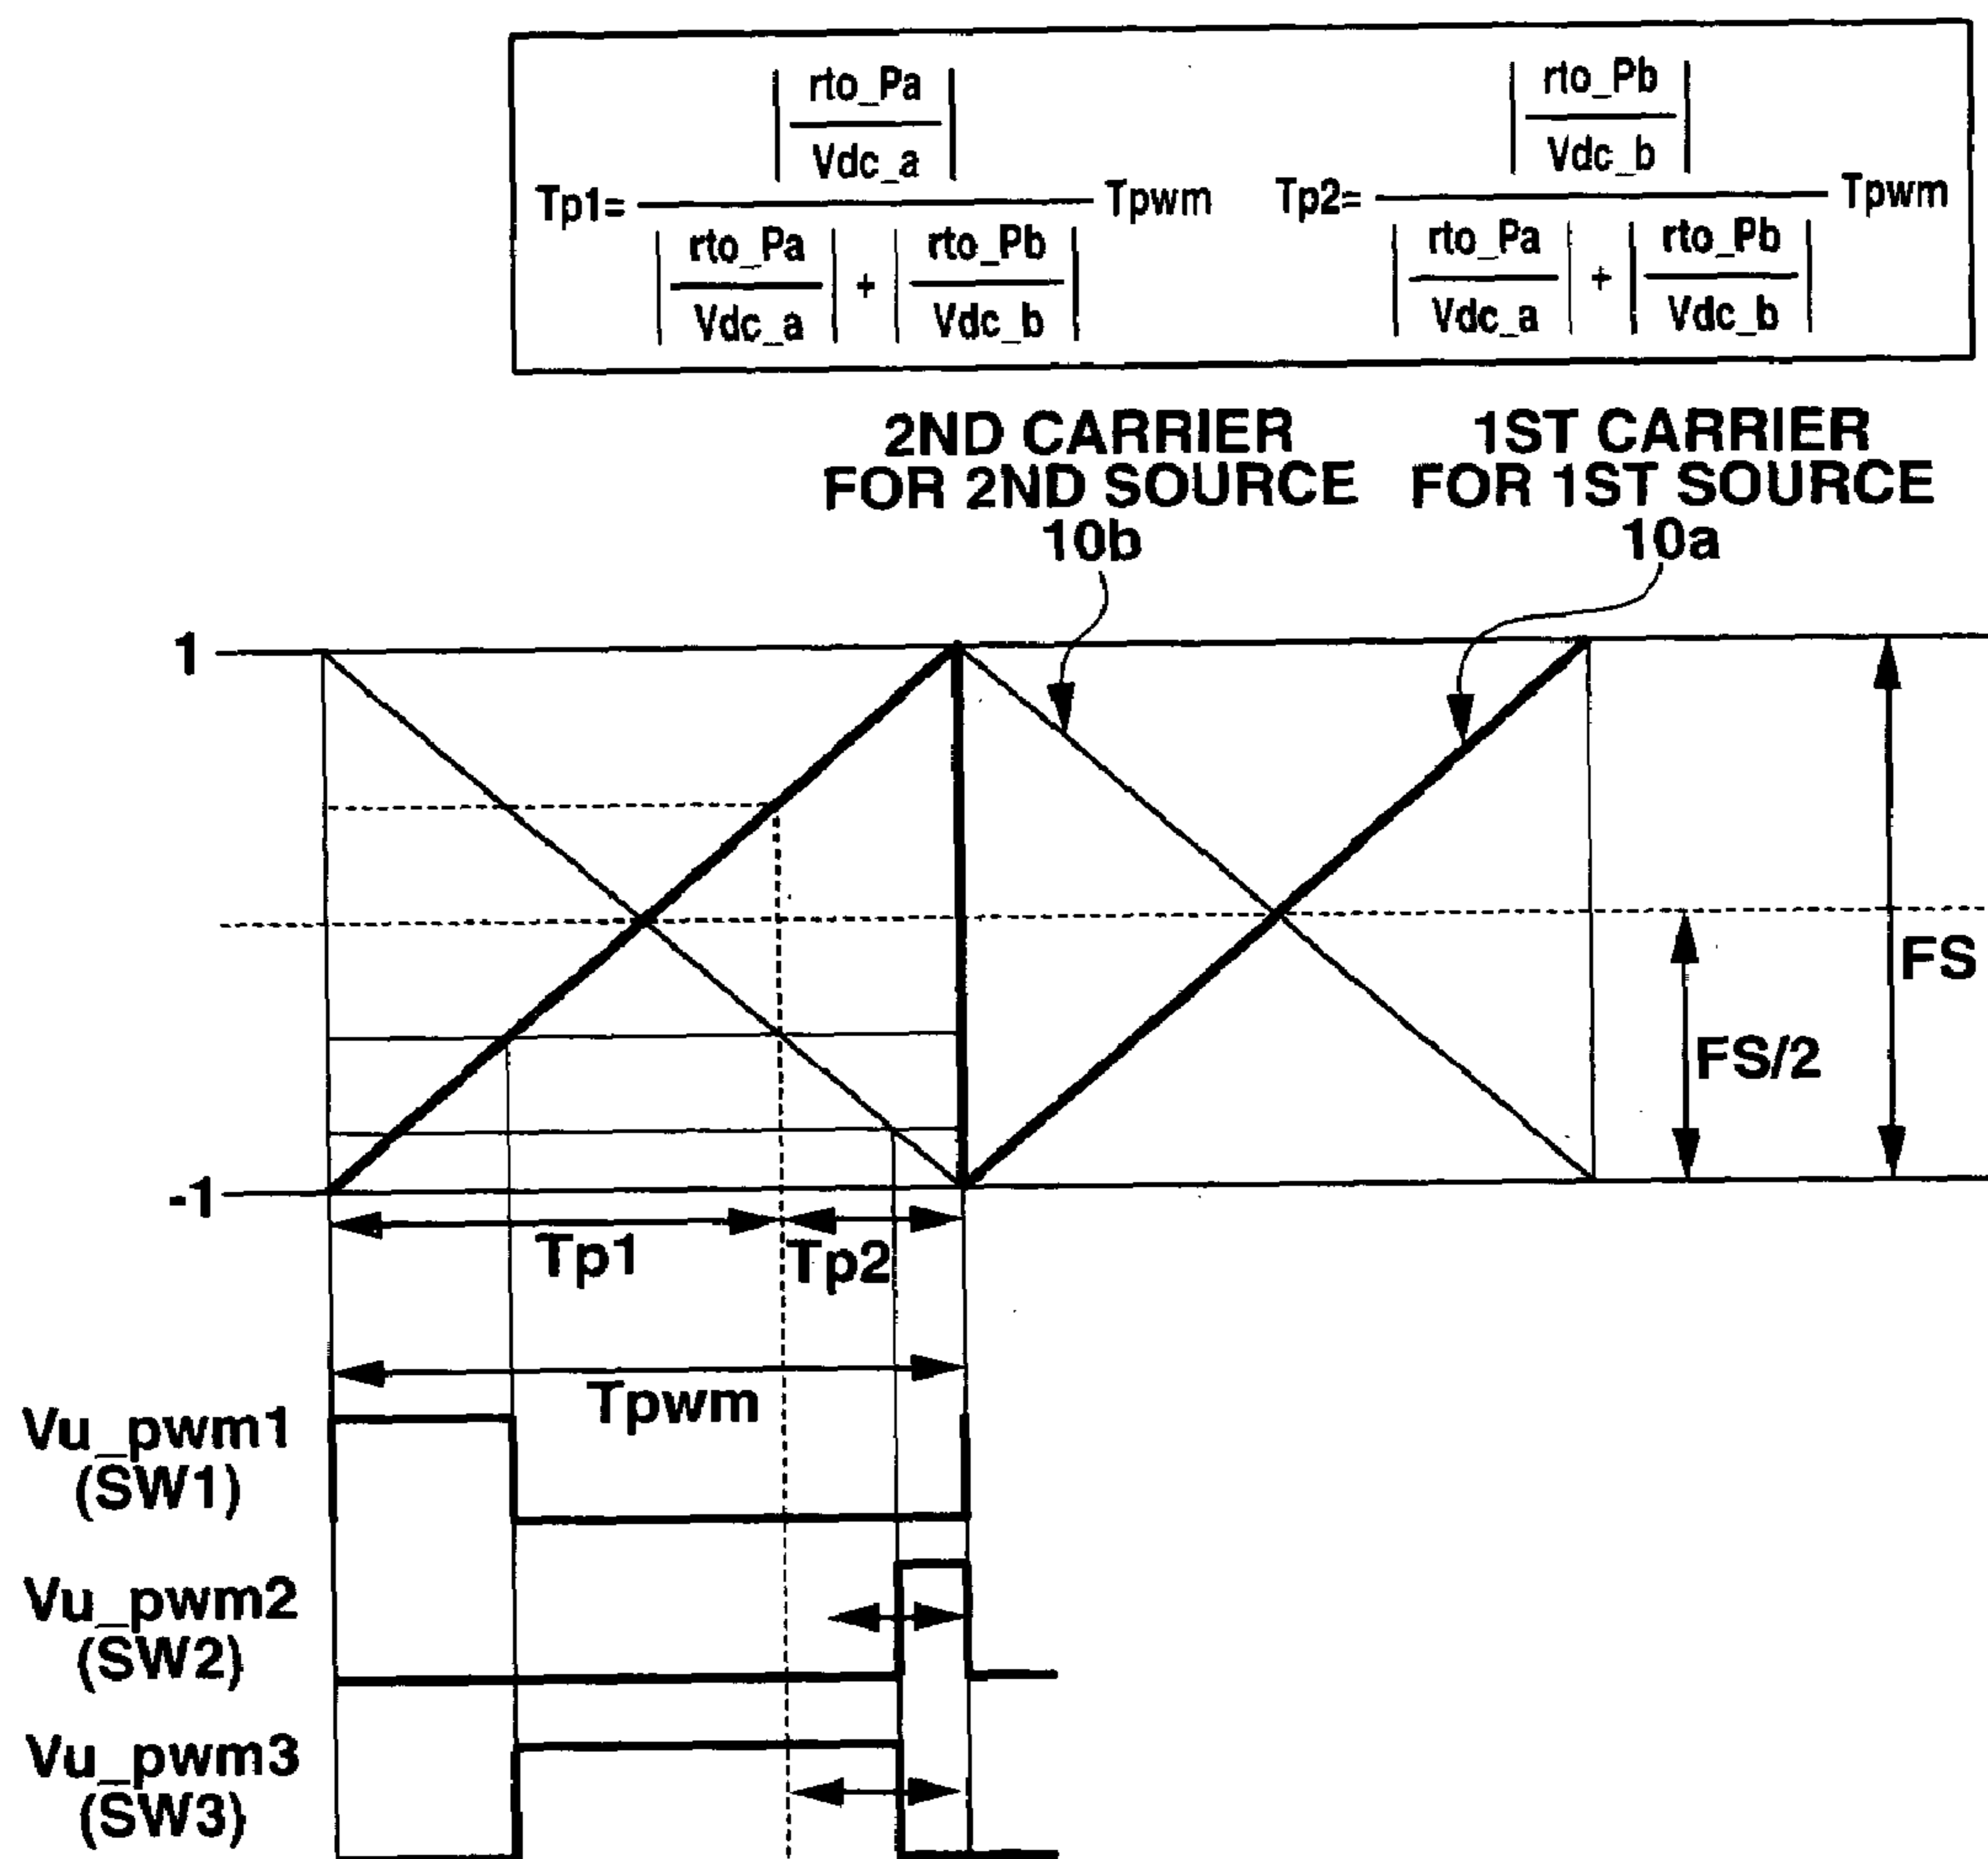 Tp1= |rto_Pa / Vdc_a| / (|rto_Pa / Vdc_a| + |rto_Pb / Vdc_b|) Tpwm
Tp2= |rto_Pb / Vdc_b| / (|rto_Pa / Vdc_a| + |rto_Pb / Vdc_b|) Tpwm
2ND CARRIER
FOR 2ND SOURCE
10b
1ST CARRIER
FOR 1ST SOURCE
10a
1
FS
FS/2
-1
Tp1
Tp2
Tpwm
Vu_pwm1
(SW1)
Vu_pwm2
(SW2)
Vu_pwm3
(SW3)